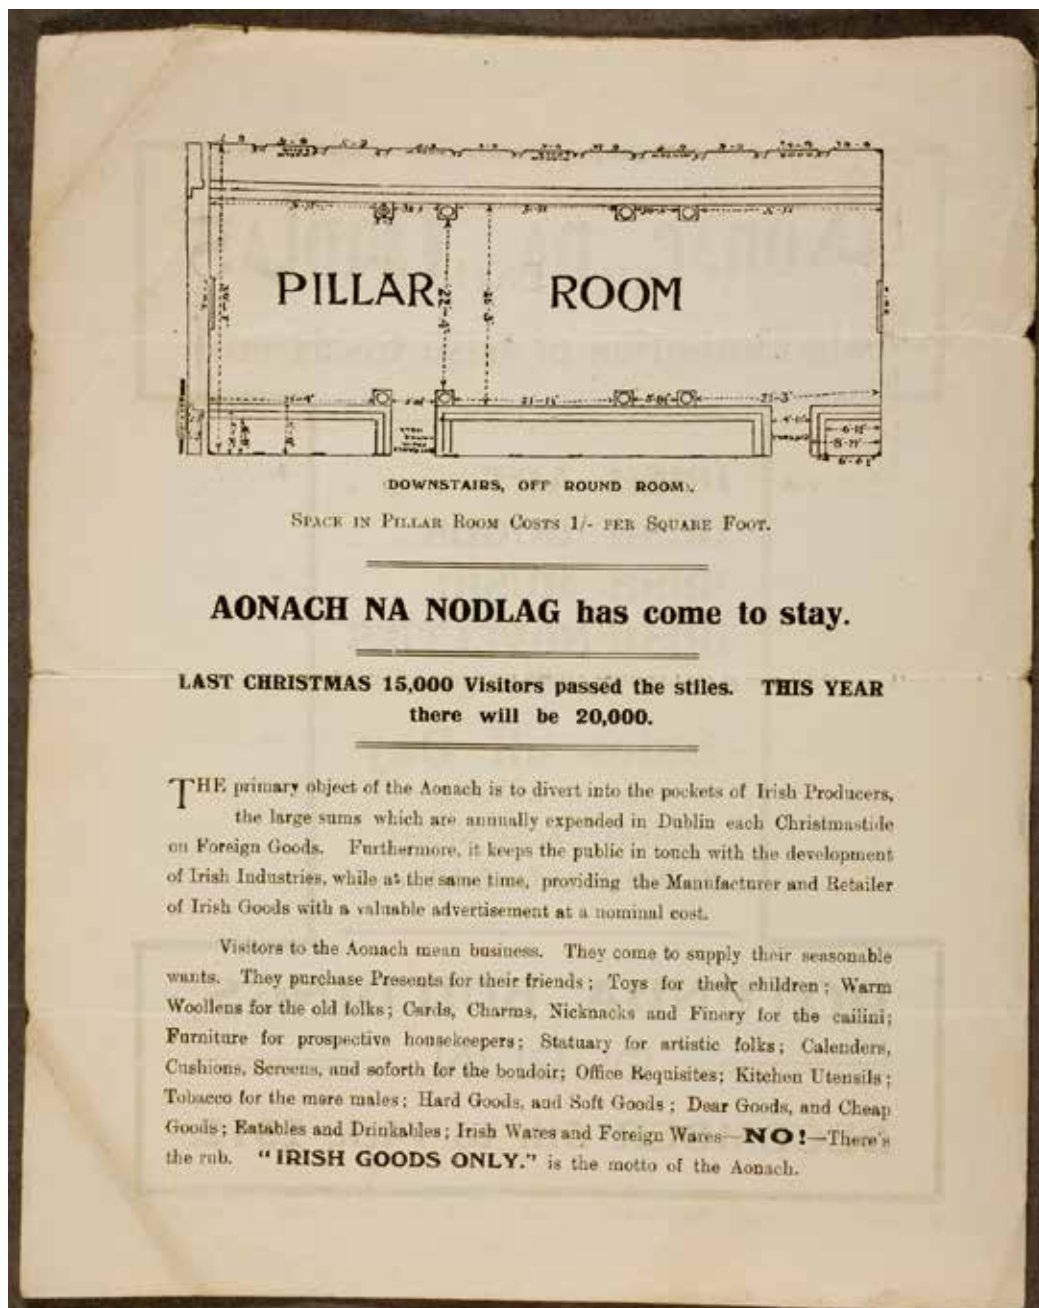 PILLAR ROOM
22'-4"
DOWNSTAIRS, OFF ROUND ROOM.
SPACE IN PILLAR ROOM COSTS 1/- PER SQUARE FOOT.
AONACH NA NODLAG has come to stay.
LAST CHRISTMAS 15,000 Visitors passed the stiles. THIS YEAR
there will be 20,000.
THE primary object of the Aonach is to divert into the pockets of Irish Producers,
the large sums which are annually expended in Dublin each Christmastide
on Foreign Goods. Furthermore, it keeps the public in touch with the development
of Irish Industries, while at the same time, providing the Manufacturer and Retailer
of Irish Goods with a valuable advertisement at a nominal cost.
Visitors to the Aonach mean business. They come to supply their seasonable
wants. They purchase Presents for their friends; Toys for their children; Warm
Woollens for the old folks; Cards, Charms, Nicknacks and Finery for the cailini;
Furniture for prospective housekeepers; Statuary for artistic folks; Calenders,
Cushions, Screens, and soforth for the boudoir; Office Requisites; Kitchen Utensils;
Tobacco for the mere males; Hard Goods, and Soft Goods; Dear Goods, and Cheap
Goods; Eatables and Drinkables; Irish Wares and Foreign Wares—NO!—There's
the rub. "IRISH GOODS ONLY." is the motto of the Aonach.